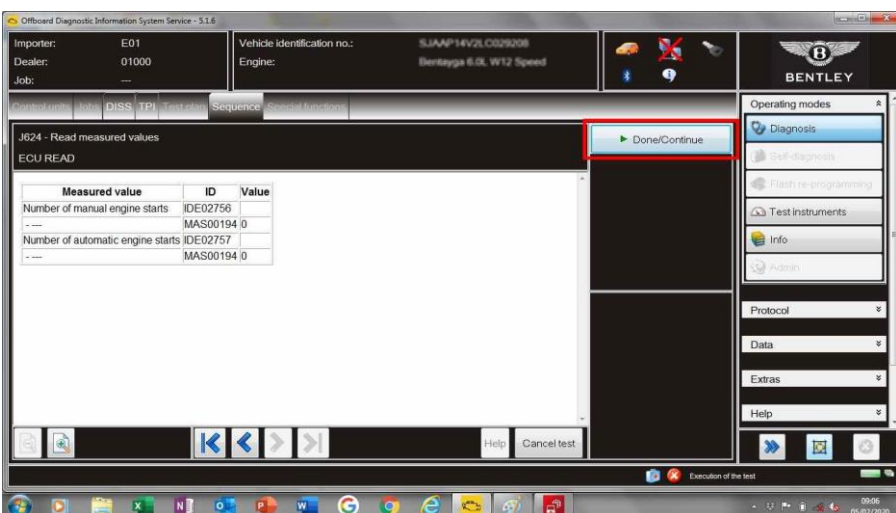 Offboard Diagnostic Information System Service - 5.1.6
Importer: E01
Dealer: 01000
Job: ---
Vehicle identification no.: SJAAP14V2LC029208
Engine: Bentayga 6.0L W12 Speed
B
BENTLEY
Control units Jobs DISS TPI Test plan Sequence Special functions
J624 - Read measured values
ECU READ
Done/Continue
Measured value ID Value
Number of manual engine starts IDE02756
- --- MAS00194 0
Number of automatic engine starts IDE02757
- --- MAS00194 0
Help
Cancel test
Operating modes
Diagnosis
Self-diagnosis
Flash re-programming
Test instruments
Info
Admin
Protocol
Data
Extras
Help
Execution of the test
09:06
05/02/2020